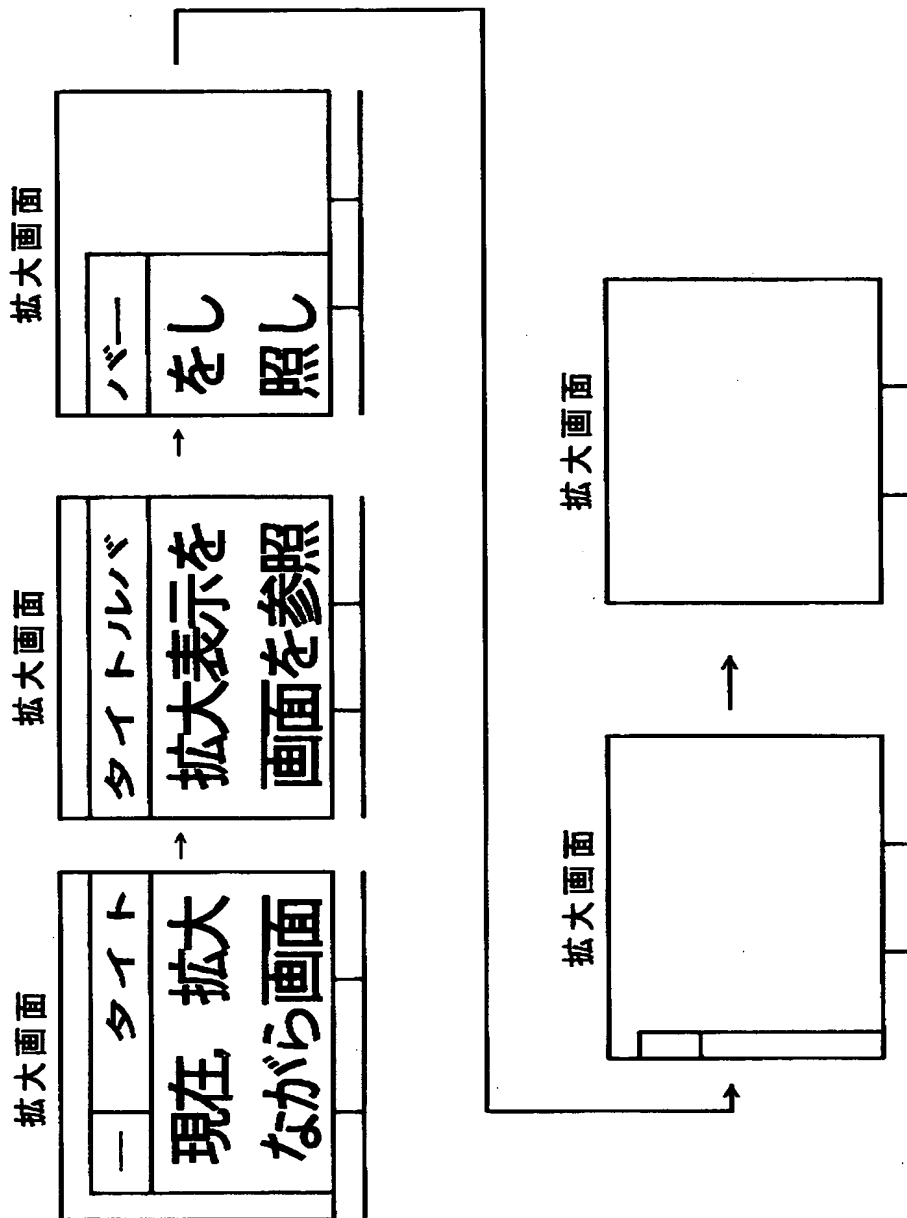 拡大画面
一 タイト
現在, 拡大
ながら画面
拡大画面
タイトルバ
拡大表示を
画面を参照
拡大画面
バー
をし
照し
拡大画面
拡大画面